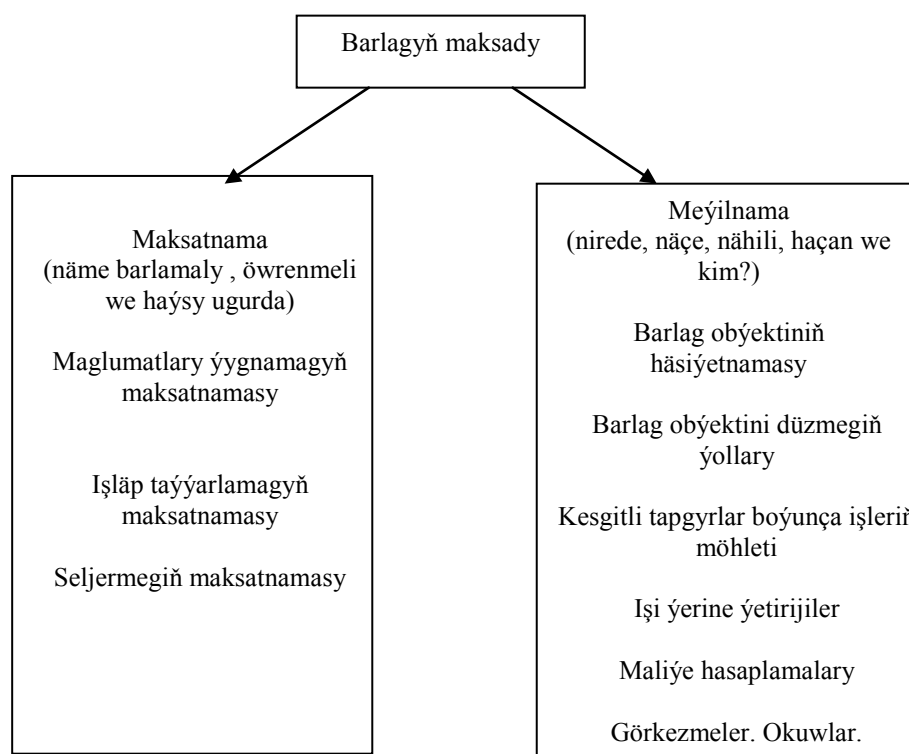 Barlagyň maksady
Maksatnama
(näme barlamaly , öwrenmeli
we haýsy ugurda)
Maglumatlary ýygnamagyň
maksatnamasy
Işläp taýýarlamagyň
maksatnamasy
Seljermegiň maksatnamasy
Meýilnama
(nirede, näçe, nähili, haçan we
kim?)
Barlag obýektiniň
häsiýetnamasy
Barlag obýektini düzmegiň
ýollary
Kesgitli tapgyrlar boýunça işleriň
möhleti
Işi ýerine ýetirijiler
Maliýe hasaplamalary
Görkezmeler. Okuwlar.